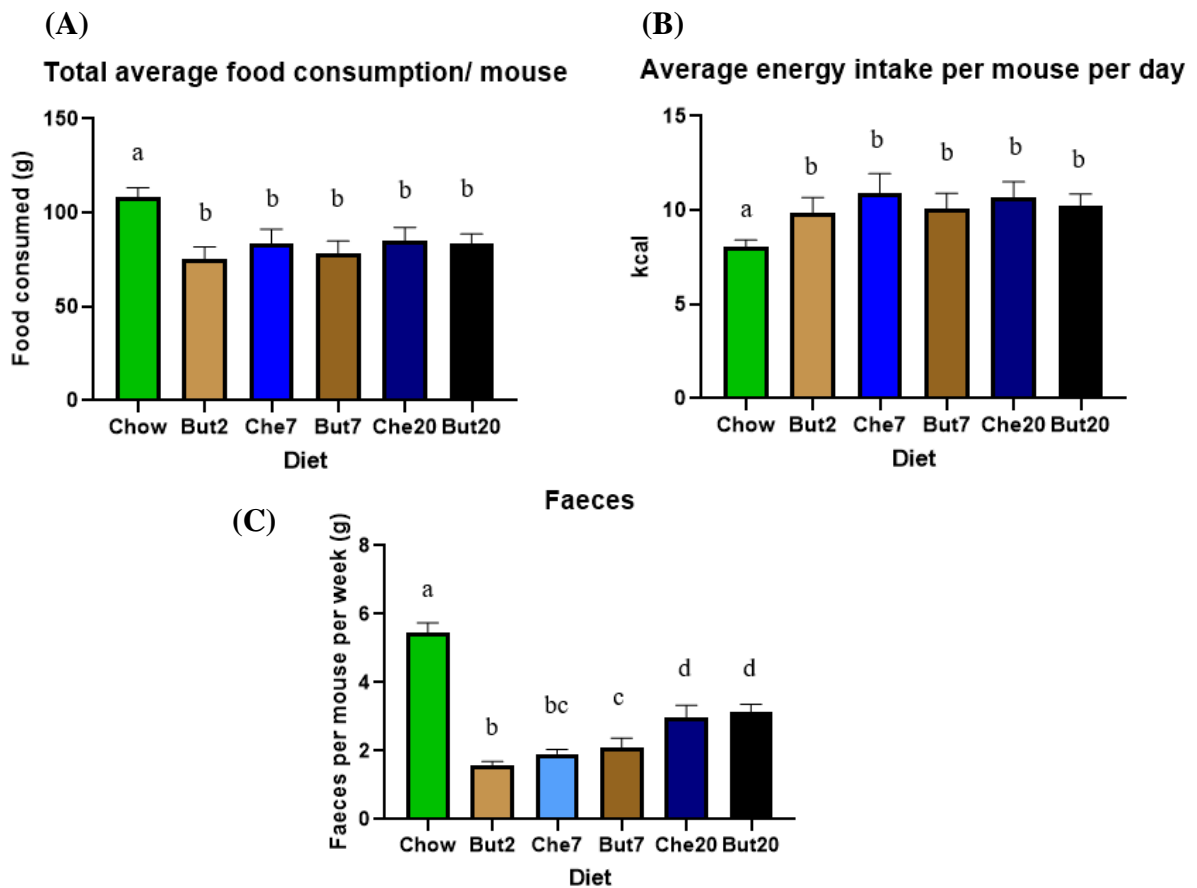 (A)
Total average food consumption/ mouse
Food consumed (g)
150
100
50
0
a
b
b
b
b
b
Chow But2 Che7 But7 Che20 But20
Diet
(B)
Average energy intake per mouse per day
kcal
15
10
5
0
a
b
b
b
b
b
Chow But2 Che7 But7 Che20 But20
Diet
(C)
Faeces
Faeces per mouse per week (g)
8
6
4
2
0
a
b
bc
c
d
d
Chow But2 Che7 But7 Che20 But20
Diet